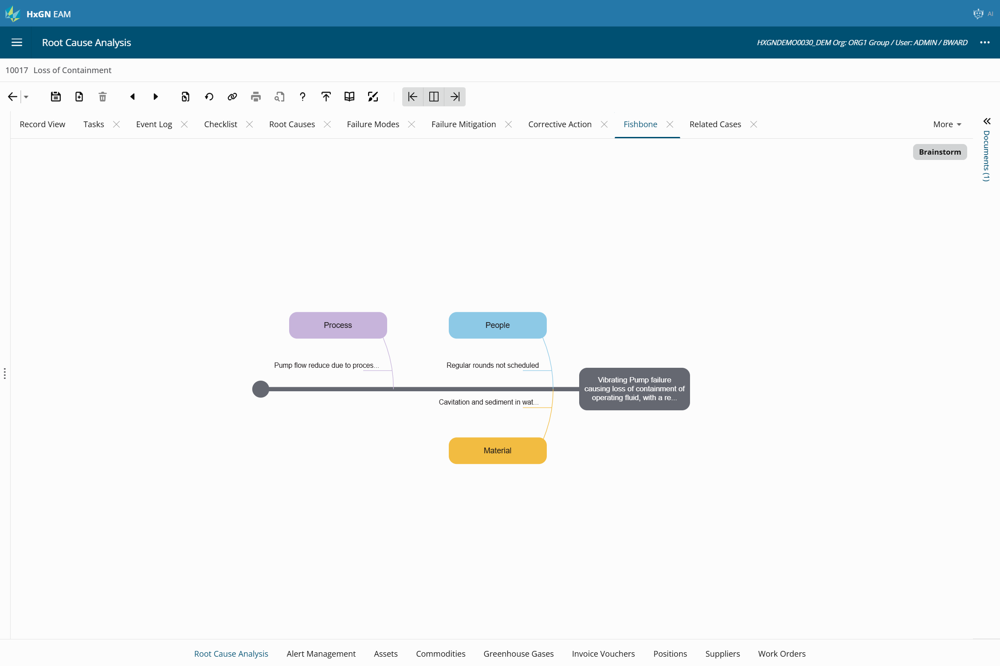 HxGN EAM
AI
Root Cause Analysis
HXGNDEMO0030_DEM Org: ORG1 Group / User: ADMIN / BWARD
10017 Loss of Containment
Record View
Tasks
Event Log
Checklist
Root Causes
Failure Modes
Failure Mitigation
Corrective Action
Fishbone
Related Cases
More
Documents (1)
Brainstorm
Process
People
Pump flow reduce due to proces...
Regular rounds not scheduled
Vibrating Pump failure
causing loss of containment of
operating fluid, with a re...
Cavitation and sediment in wat...
Material
Root Cause Analysis
Alert Management
Assets
Commodities
Greenhouse Gases
Invoice Vouchers
Positions
Suppliers
Work Orders